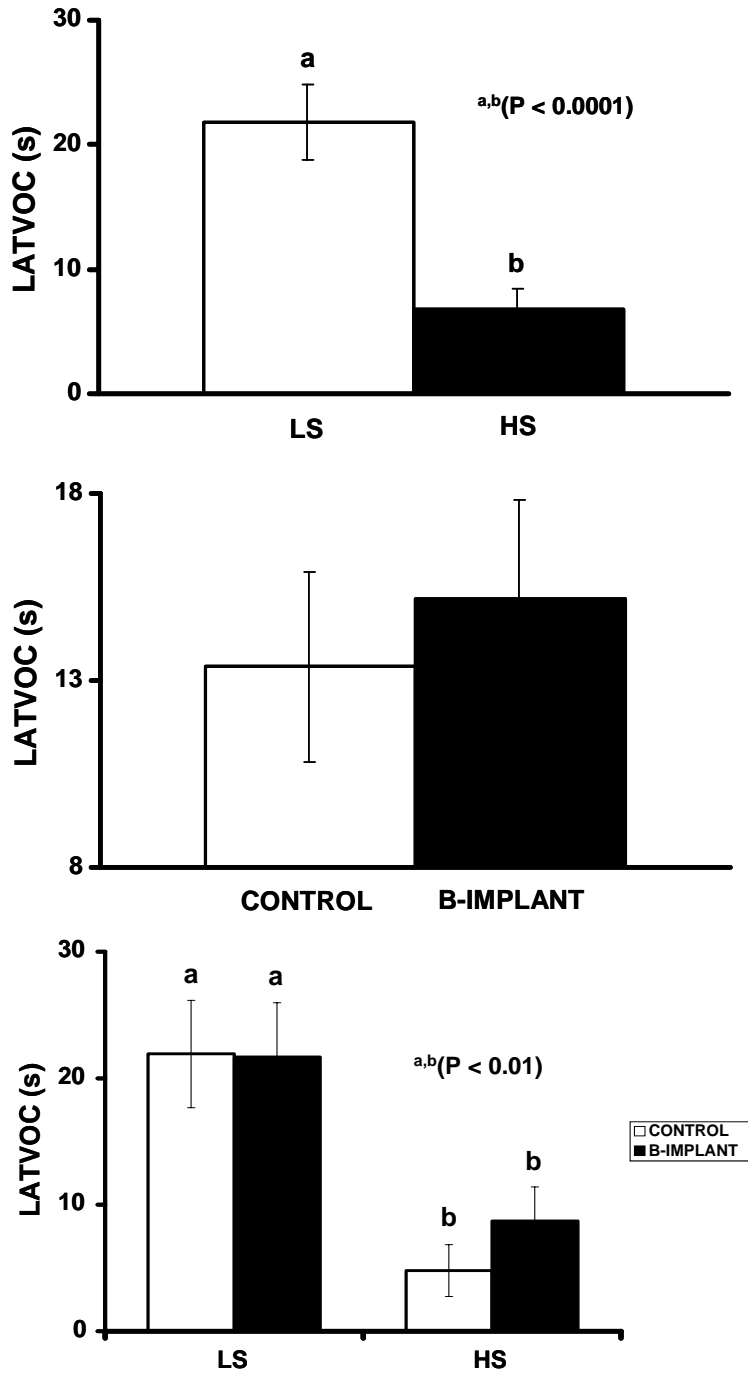 30
a
a,b(P < 0.0001)
20
LATVOC (s)
b
10
0
LS HS
18
LATVOC (s)
13
8
CONTROL B-IMPLANT
30
a a
a,b(P < 0.01)
20
LATVOC (s)
CONTROL
B-IMPLANT
b
10
b
0
LS HS